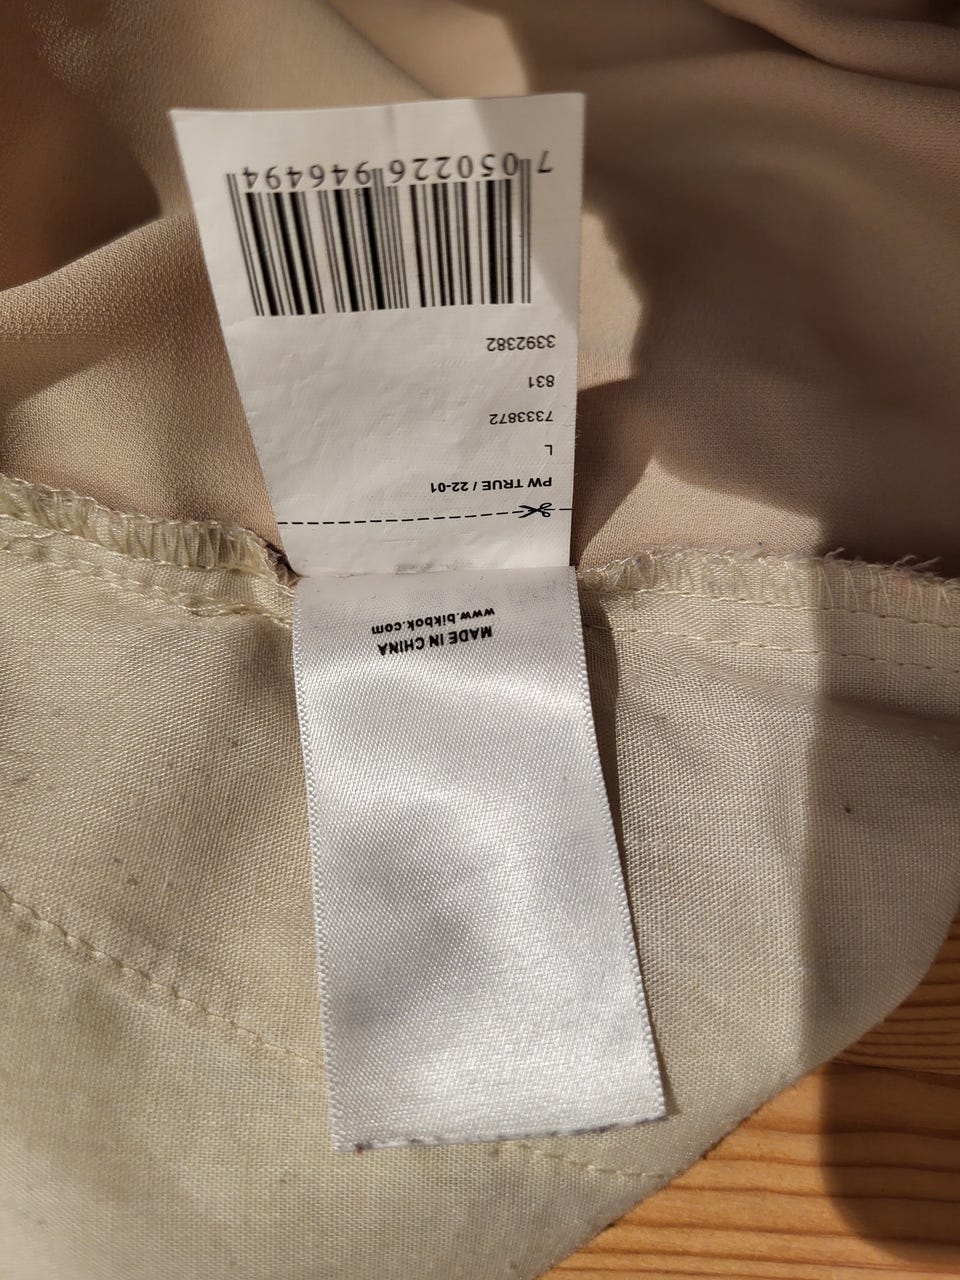 MADE IN CHINA
www.bikbok.com
PW TRUE / 22-01
L
7333872
831
3392382
7 050226 946494